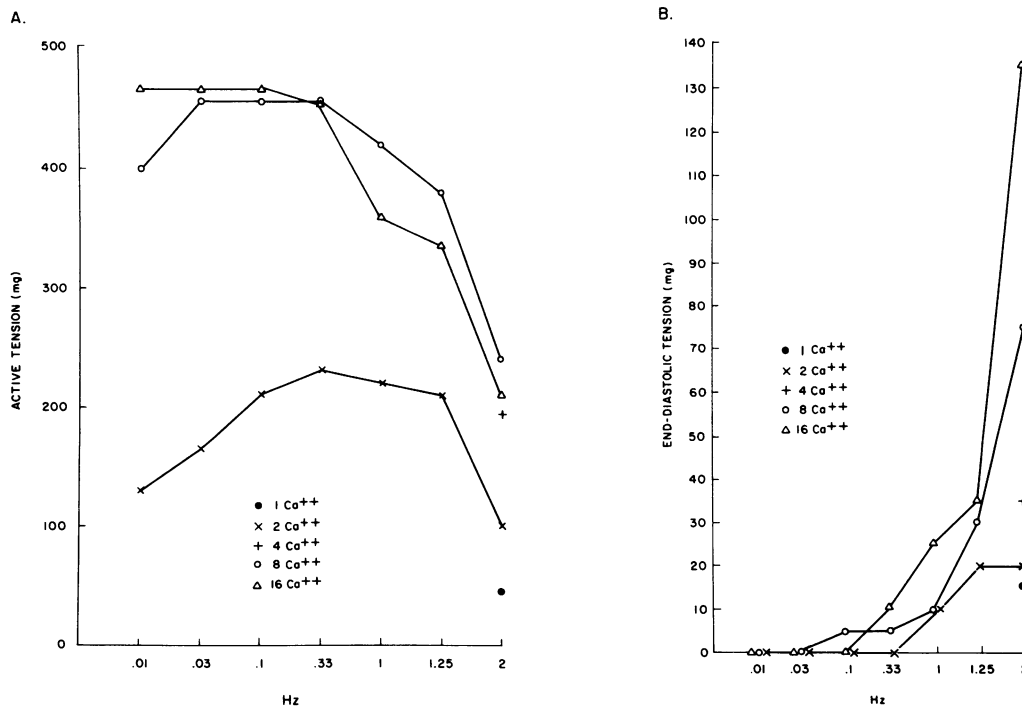 A.
500
400
300
200
100
0
ACTIVE TENSION (mg)
.01 .03 .1 .33 1 1.25 2
Hz
● 1 Ca++
× 2 Ca++
+ 4 Ca++
○ 8 Ca++
△ 16 Ca++
B.
140
130
120
110
100
90
80
70
60
50
40
30
20
10
0
END-DIASTOLIC TENSION (mg)
.01 .03 .1 .33 1 1.25
Hz
● 1 Ca++
× 2 Ca++
+ 4 Ca++
○ 8 Ca++
△ 16 Ca++